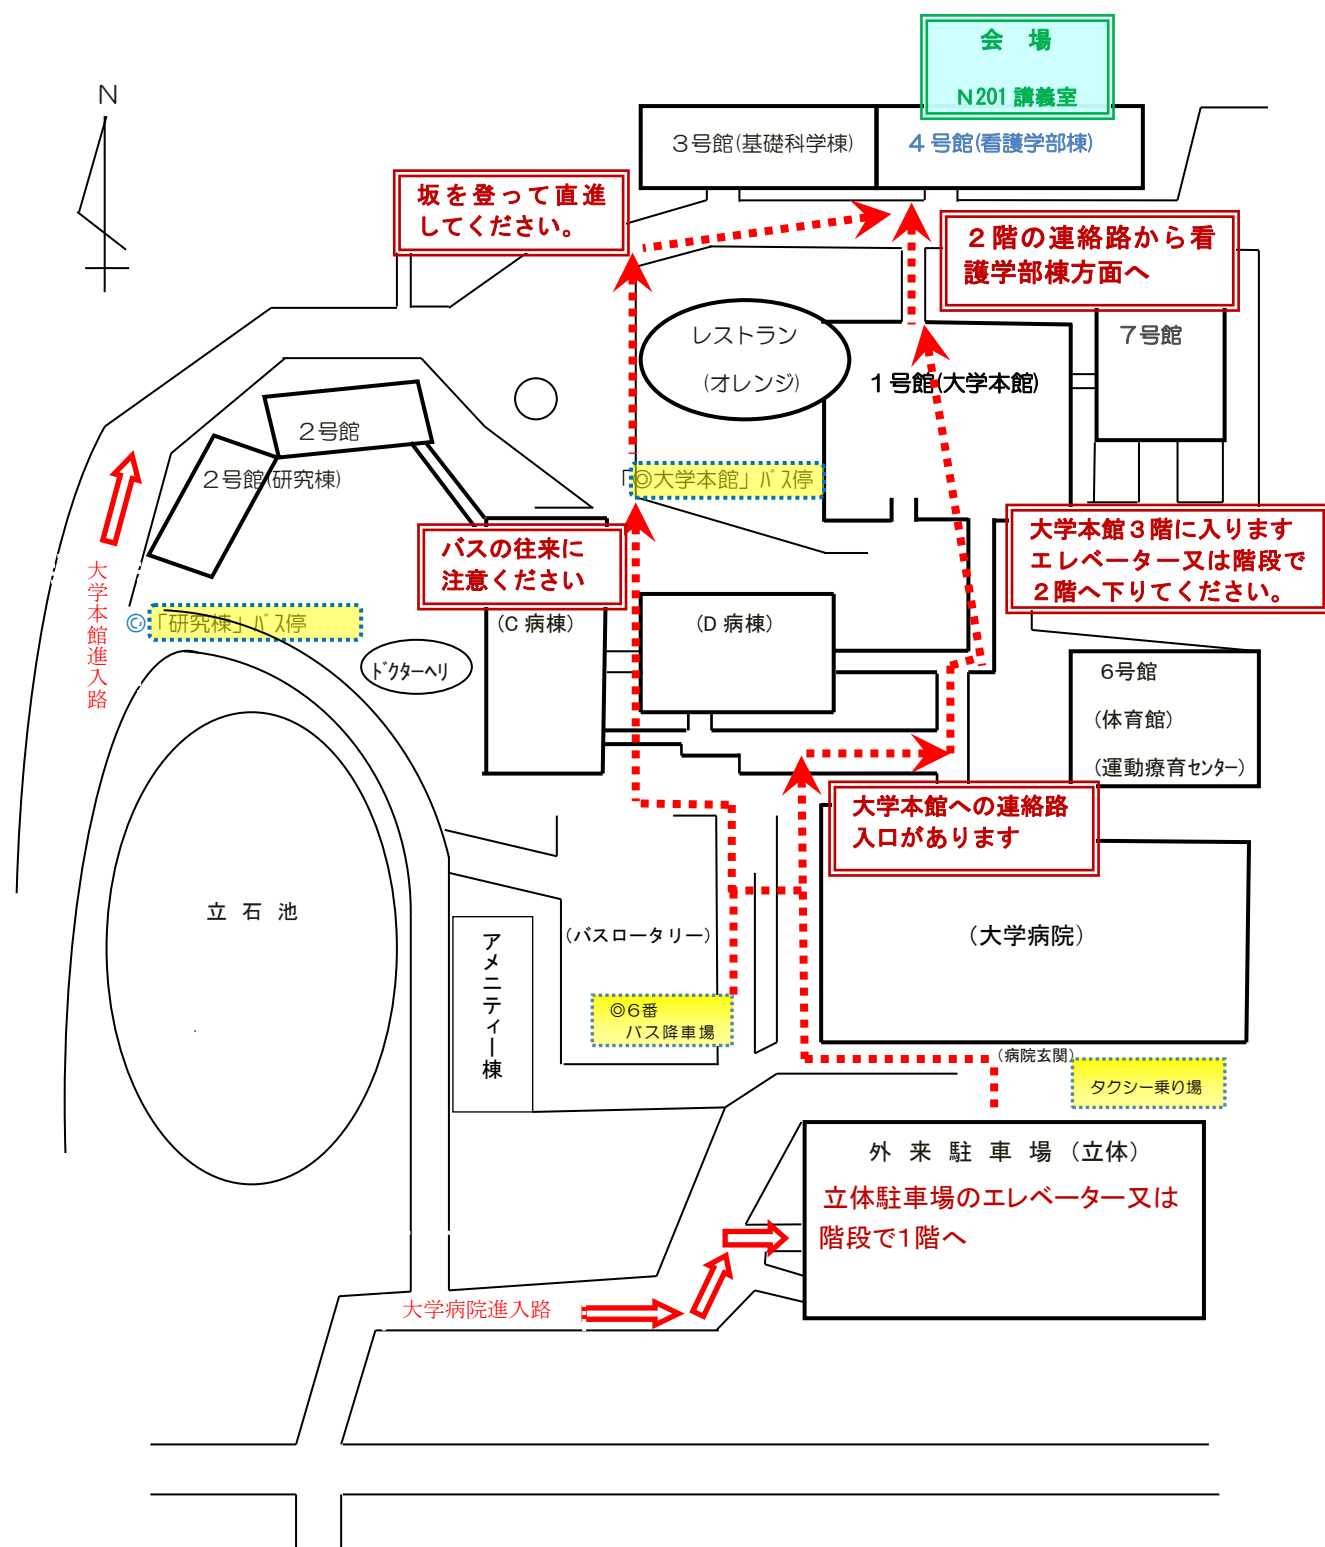 会　場
Ｎ201 講義室
Ｎ
３号館(基礎科学棟)
４号館(看護学部棟)
坂を登って直進
してください。
２階の連絡路から看
護学部棟方面へ
レストラン
(オレンジ)
７号館
１号館(大学本館)
２号館
２号館(研究棟)
「◎大学本館」ﾊﾞｽ停
大学本館３階に入ります
エレベーター又は階段で
２階へ下りてください。
バスの往来に
注意ください
大学本館進入路
◎「研究棟」ﾊﾞｽ停
(Ｃ病棟)
(Ｄ病棟)
ﾄﾞｸﾀｰﾍﾘ
６号館
(体育館)
(運動療育ｾﾝﾀｰ)
大学本館への連絡路
入口があります
立 石 池
アメニティー棟
(バスロータリー)
(大学病院)
◎６番
バス降車場
(病院玄関)
タクシー乗り場
外 来 駐 車 場 (立体)
立体駐車場のエレベーター又は
階段で１階へ
大学病院進入路